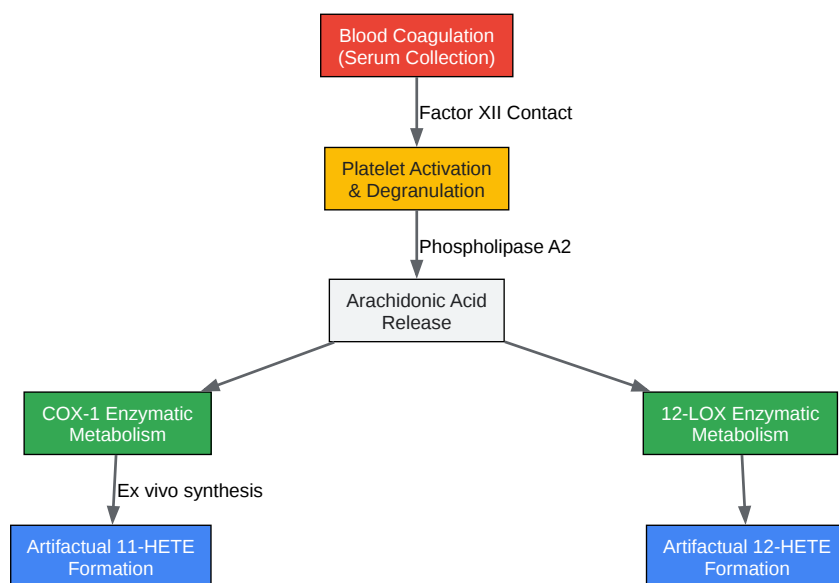 Blood Coagulation
(Serum Collection)
Factor XII Contact
Platelet Activation
& Degranulation
Phospholipase A2
Arachidonic Acid
Release
COX-1 Enzymatic
Metabolism
12-LOX Enzymatic
Metabolism
Ex vivo synthesis
Artifactual 11-HETE
Formation
Artifactual 12-HETE
Formation